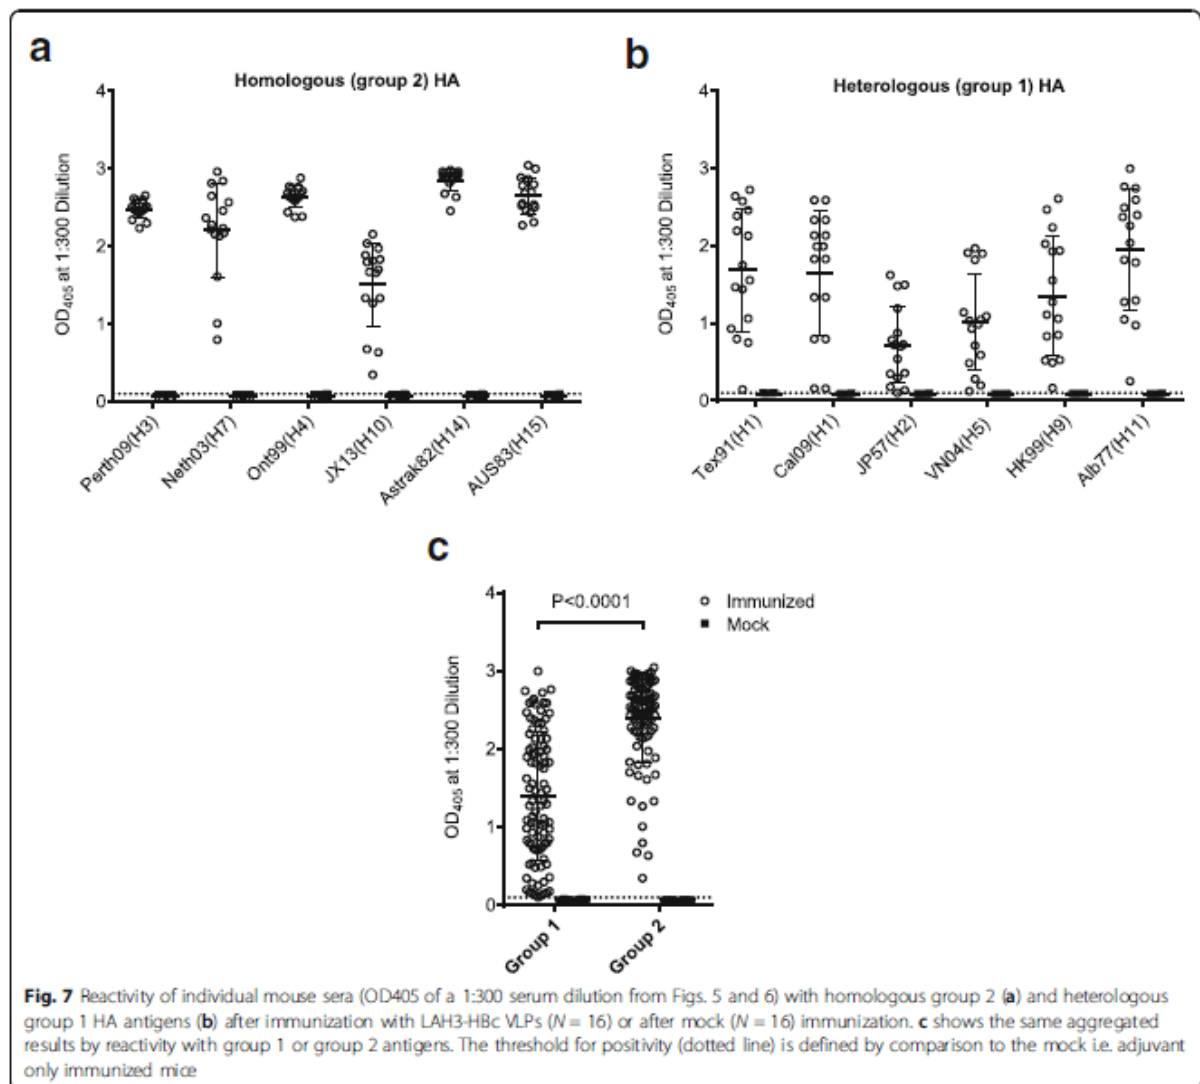 a
Homologous (group 2) HA
4
3
2
1
0
OD405 at 1:300 Dilution
Perth09(H3)
Neth03(H7)
Ont99(H4)
JX13(H10)
Astrak82(H14)
AUS83(H15)
b
Heterologous (group 1) HA
4
3
2
1
0
OD405 at 1:300 Dilution
Tex91(H1)
Cal09(H1)
JP57(H2)
VN04(H5)
HK99(H9)
Alb77(H11)
c
4
3
2
1
0
OD405 at 1:300 Dilution
P<0.0001
Immunized
Mock
Group 1
Group 2
Fig. 7 Reactivity of individual mouse sera (OD405 of a 1:300 serum dilution from Figs. 5 and 6) with homologous group 2 (a) and heterologous
group 1 HA antigens (b) after immunization with LAH3-HBc VLPs (N = 16) or after mock (N = 16) immunization. c shows the same aggregated
results by reactivity with group 1 or group 2 antigens. The threshold for positivity (dotted line) is defined by comparison to the mock i.e. adjuvant
only immunized mice